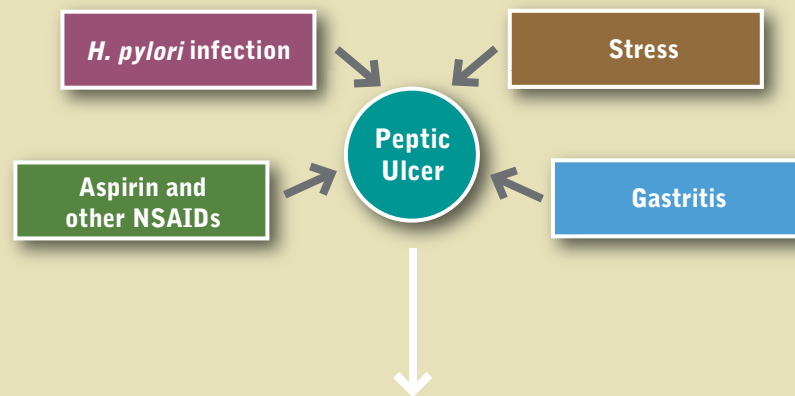 H. pylori infection
Stress
Peptic
Ulcer
Aspirin and
other NSAIDs
Gastritis